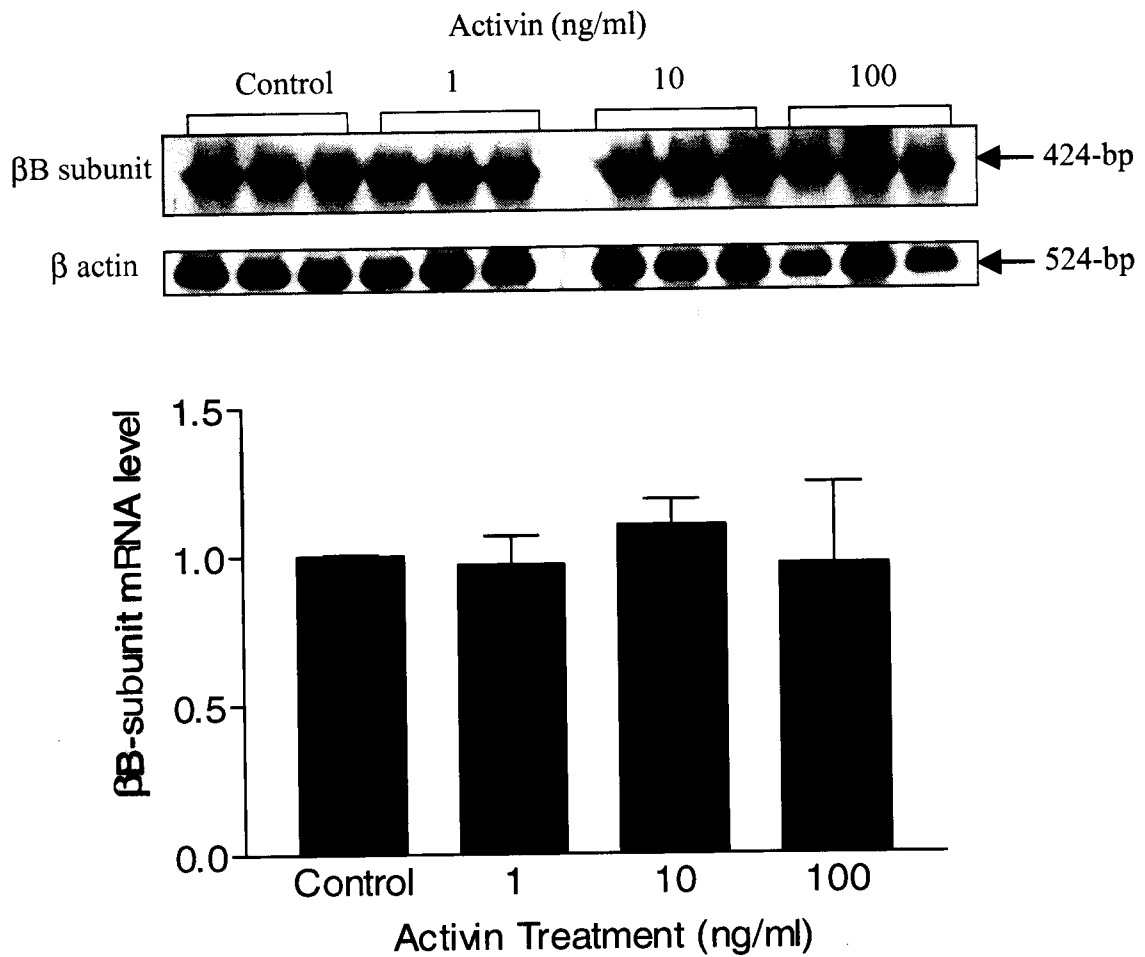 Activin (ng/ml)
Control 1 10 100
βB subunit 424-bp
β actin 524-bp
βB-subunit mRNA level
1.5
1.0
0.5
0.0
Control 1 10 100
Activin Treatment (ng/ml)